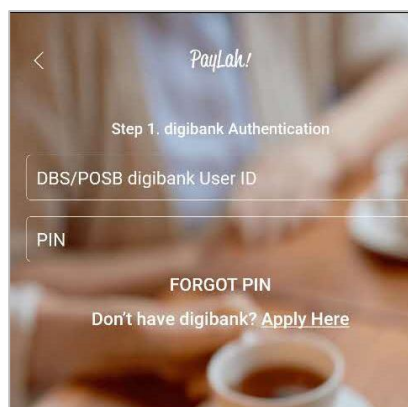 PayLah!
Step 1. digibank Authentication
DBS/POSB digibank User ID
PIN
FORGOT PIN
Don't have digibank? Apply Here